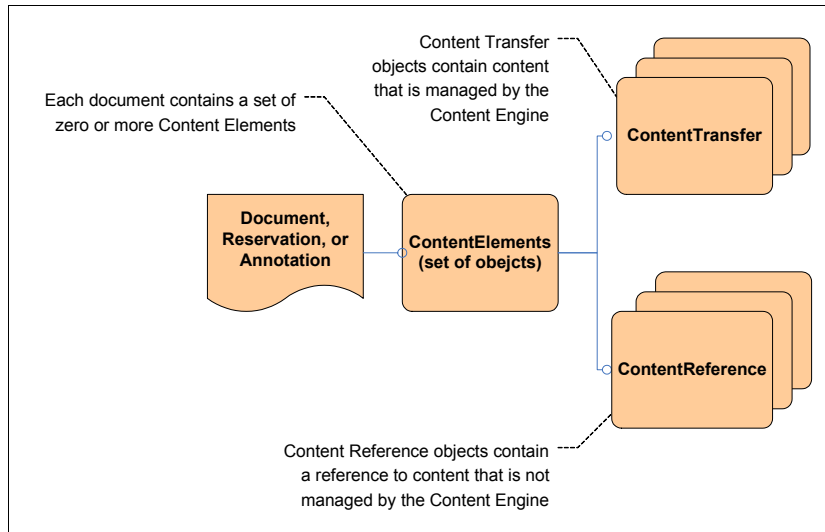 Content Transfer
objects contain content
that is managed by the
Content Engine
Each document contains a set of
zero or more Content Elements
ContentTransfer
Document,
Reservation, or
Annotation
ContentElements
(set of obejcts)
ContentReference
Content Reference objects contain
a reference to content that is not
managed by the Content Engine